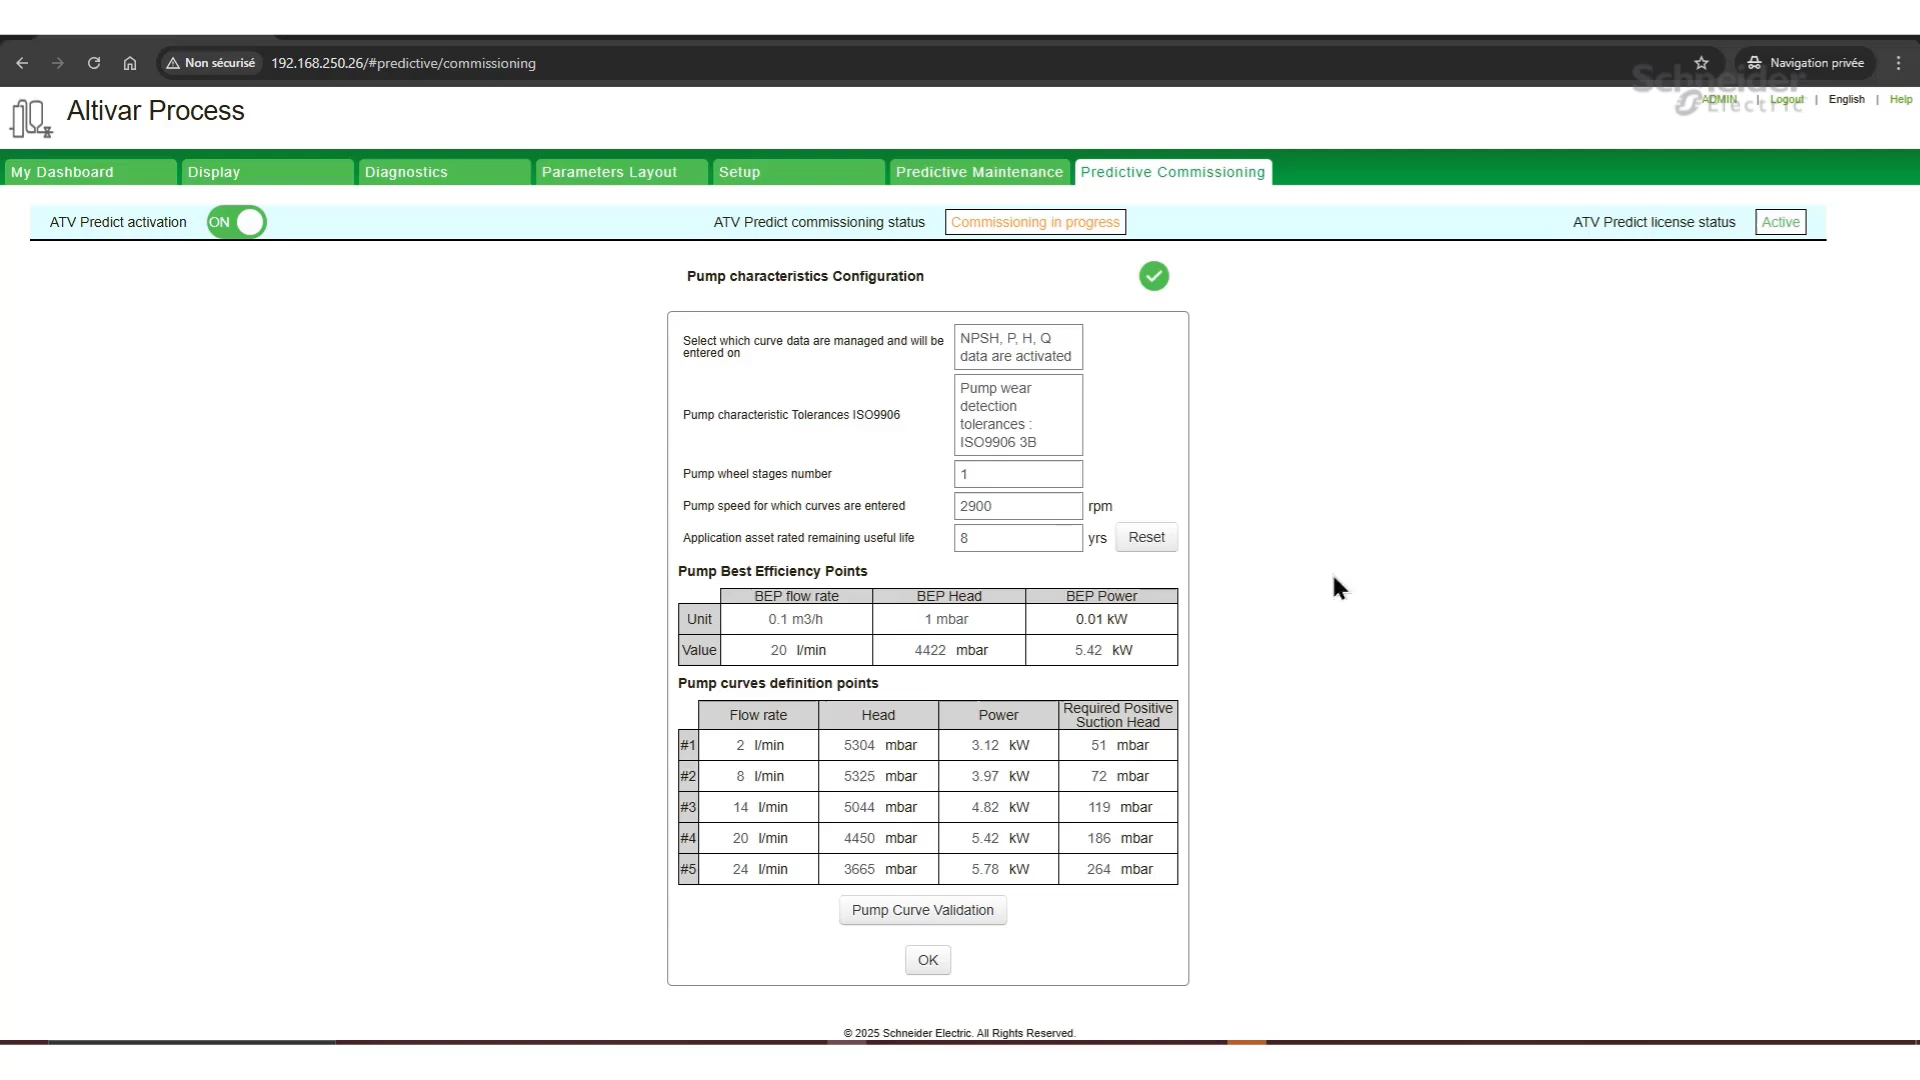 Non sécurisé 192.168.250.26/#predictive/commissioning Navigation privée
Schneider Electric
Altivar Process
ADMIN | Logout | English | Help
My Dashboard Display Diagnostics Parameters Layout Setup Predictive Maintenance Predictive Commissioning
ATV Predict activation ON ATV Predict commissioning status Commissioning in progress ATV Predict license status Active
Pump characteristics Configuration
Select which curve data are managed and will be
entered on
NPSH, P, H, Q
data are activated
Pump characteristic Tolerances ISO9906
Pump wear
detection
tolerances :
ISO9906 3B
Pump wheel stages number 1
Pump speed for which curves are entered 2900 rpm
Application asset rated remaining useful life 8 yrs Reset
Pump Best Efficiency Points
BEP flow rate BEP Head BEP Power
Unit 0.1 m3/h 1 mbar 0.01 kW
Value 20 l/min 4422 mbar 5.42 kW
Pump curves definition points
Flow rate Head Power Required Positive
Suction Head
#1 2 l/min 5304 mbar 3.12 kW 51 mbar
#2 8 l/min 5325 mbar 3.97 kW 72 mbar
#3 14 l/min 5044 mbar 4.82 kW 119 mbar
#4 20 l/min 4450 mbar 5.42 kW 186 mbar
#5 24 l/min 3665 mbar 5.78 kW 264 mbar
Pump Curve Validation
OK
© 2025 Schneider Electric. All Rights Reserved.